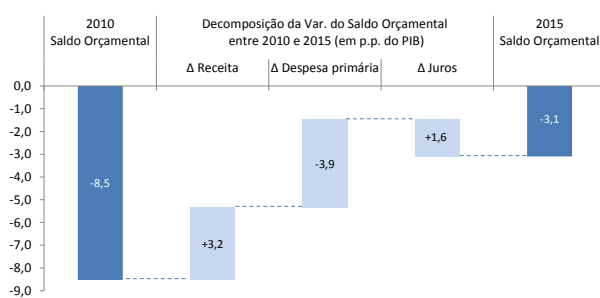 2010
Saldo Orçamental
Decomposição da Var. do Saldo Orçamental
entre 2010 e 2015 (em p.p. do PIB)
2015
Saldo Orçamental
Δ Receita
Δ Despesa primária
Δ Juros
0,0
-1,0
-2,0
-3,0
-4,0
-5,0
-6,0
-7,0
-8,0
-9,0
-8,5
+3,2
-3,9
+1,6
-3,1